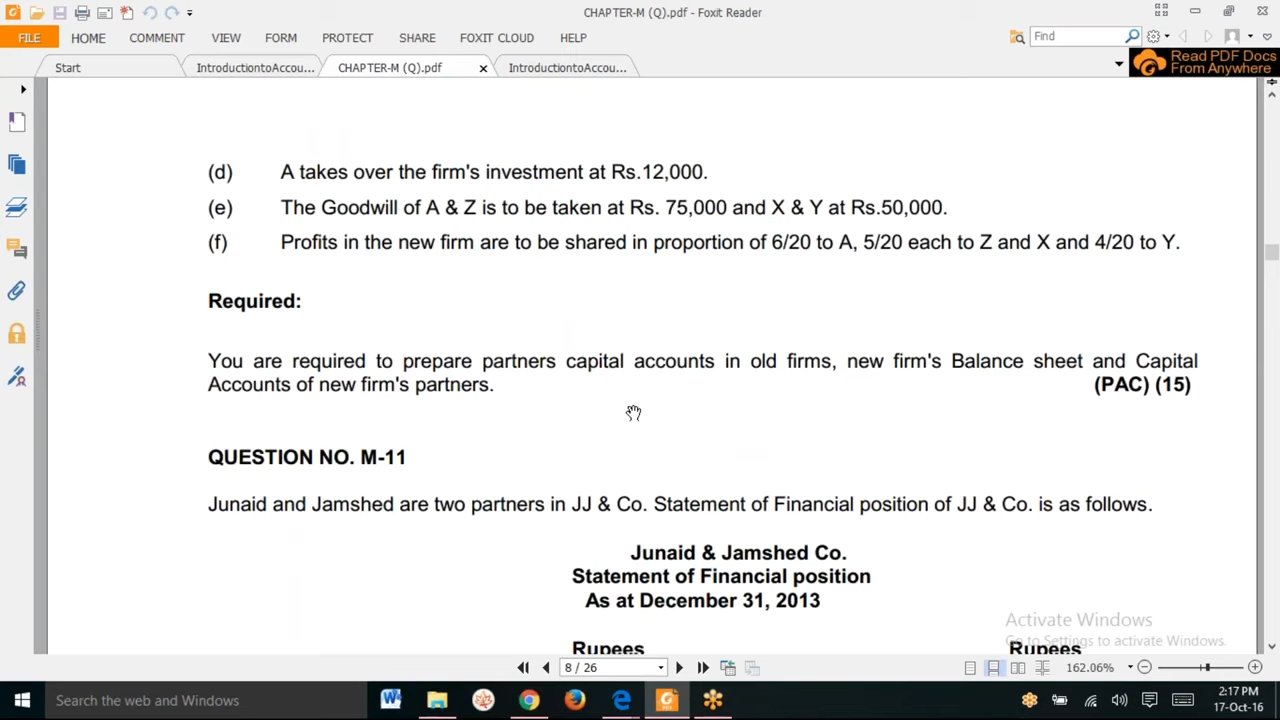 CHAPTER-M (Q).pdf - Foxit Reader
FILE HOME COMMENT VIEW FORM PROTECT SHARE FOXIT CLOUD HELP
Find
Start IntroductiontoAccou... CHAPTER-M (Q).pdf IntroductiontoAccou...
Read PDF Docs
From Anywhere
(d) A takes over the firm's investment at Rs.12,000.
(e) The Goodwill of A & Z is to be taken at Rs. 75,000 and X & Y at Rs.50,000.
(f) Profits in the new firm are to be shared in proportion of 6/20 to A, 5/20 each to Z and X and 4/20 to Y.
Required:
You are required to prepare partners capital accounts in old firms, new firm's Balance sheet and Capital
Accounts of new firm's partners. (PAC) (15)
QUESTION NO. M-11
Junaid and Jamshed are two partners in JJ & Co. Statement of Financial position of JJ & Co. is as follows.
Junaid & Jamshed Co.
Statement of Financial position
As at December 31, 2013
Rupees Rupees
Activate Windows
Go to Settings to activate Windows.
8 / 26
162.06%
Search the web and Windows
2:17 PM
17-Oct-16